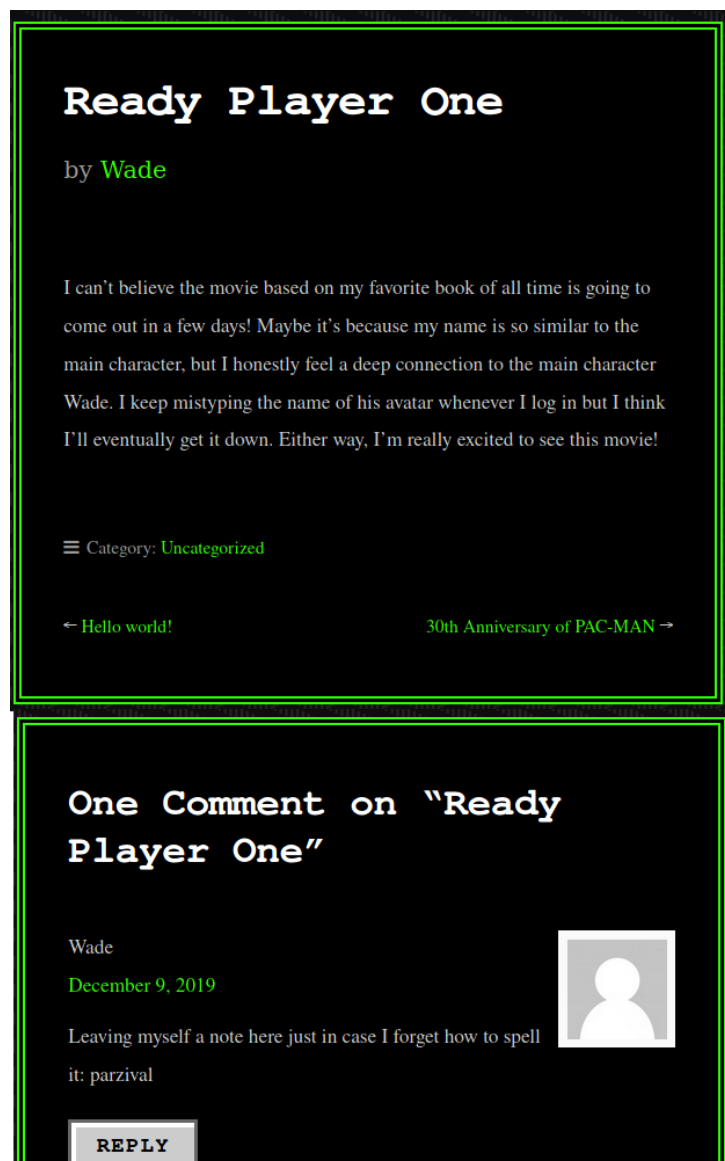 Ready Player One
by Wade
I can’t believe the movie based on my favorite book of all time is going to
come out in a few days! Maybe it’s because my name is so similar to the
main character, but I honestly feel a deep connection to the main character
Wade. I keep mistyping the name of his avatar whenever I log in but I think
I’ll eventually get it down. Either way, I’m really excited to see this movie!
Category: Uncategorized
← Hello world! 30th Anniversary of PAC-MAN →
One Comment on “Ready
Player One”
Wade
December 9, 2019
Leaving myself a note here just in case I forget how to spell
it: parzival
REPLY